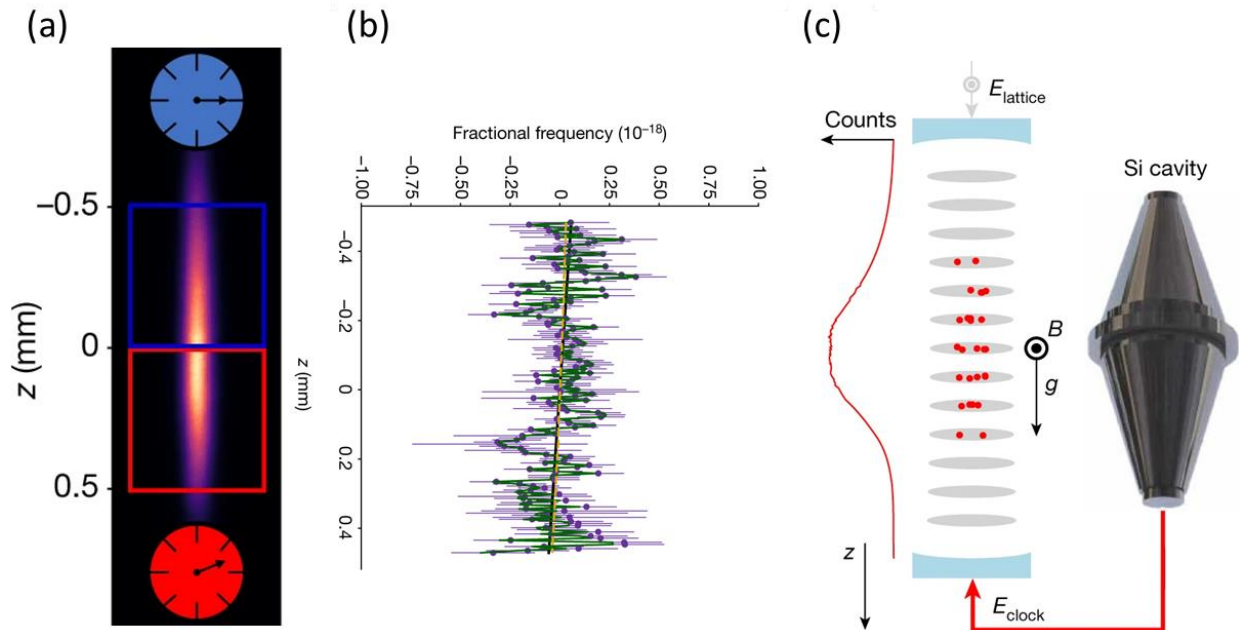 (a)
−0.5
0
0.5
z (mm)
(b)
Fractional frequency (10⁻¹⁸)
−1.00
−0.75
−0.50
−0.25
0
0.25
0.50
0.75
1.00
−0.4
−0.2
0
0.2
0.4
z (mm)
(c)
E lattice
Counts
Si cavity
B
g
z
E clock